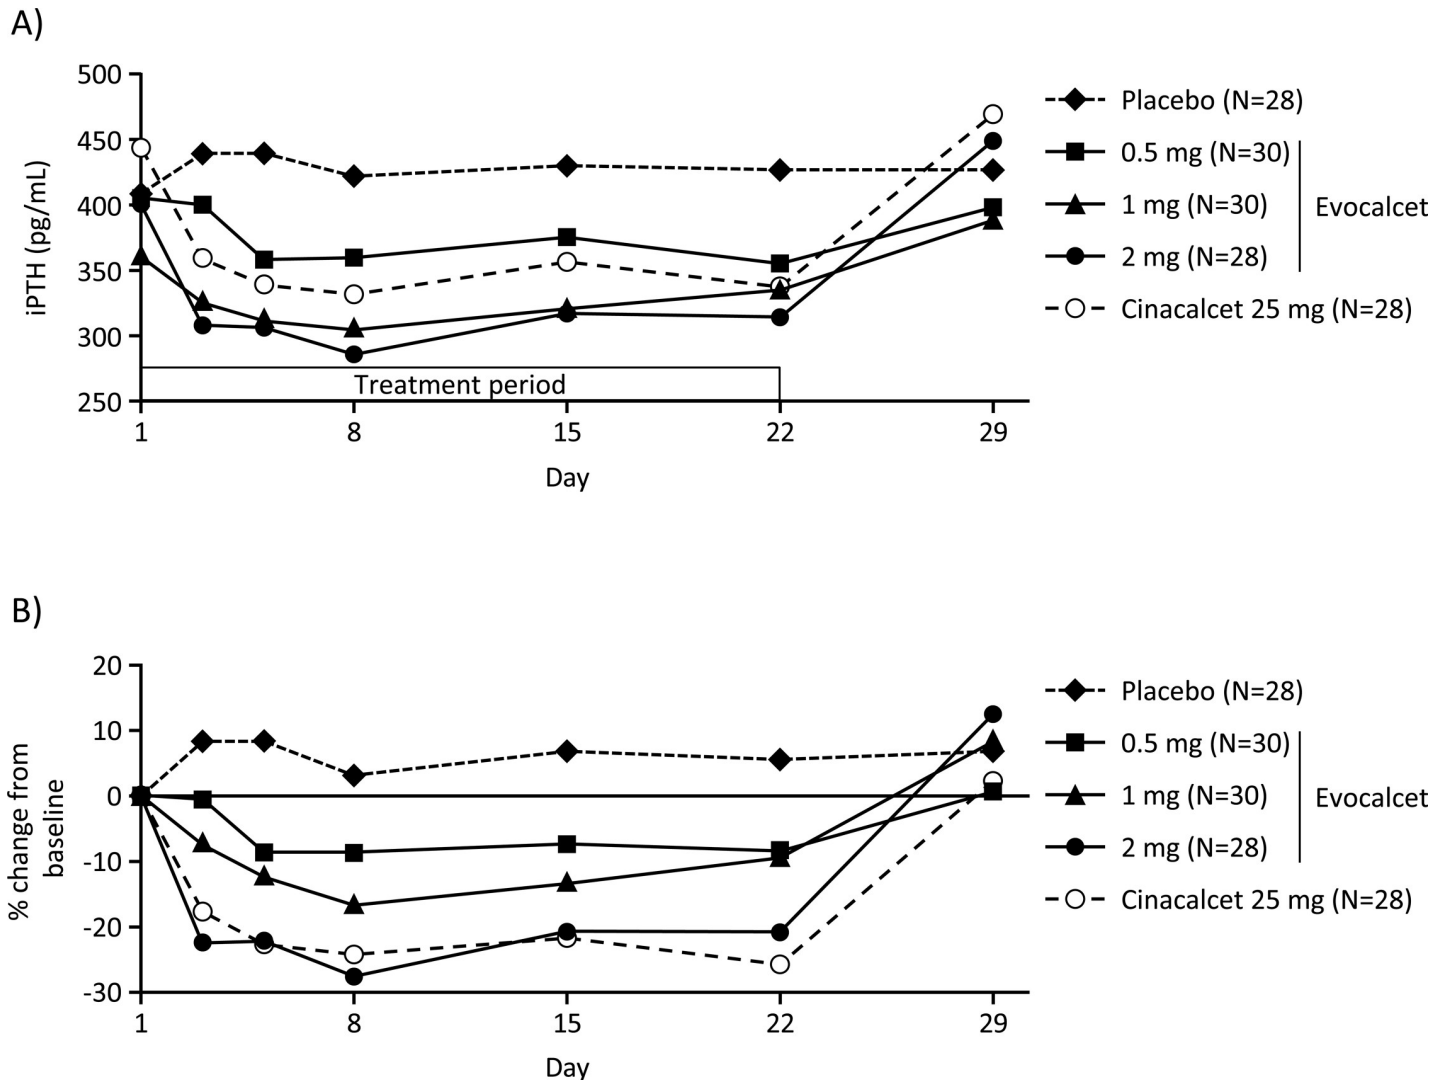 A)
500
450
400
350
300
250
iPTH (pg/mL)
Treatment period
1 8 15 22 29
Day
Placebo (N=28)
0.5 mg (N=30)
1 mg (N=30)
2 mg (N=28)
Evocalcet
Cinacalcet 25 mg (N=28)
B)
20
10
0
-10
-20
-30
% change from
baseline
1 8 15 22 29
Day
Placebo (N=28)
0.5 mg (N=30)
1 mg (N=30)
2 mg (N=28)
Evocalcet
Cinacalcet 25 mg (N=28)